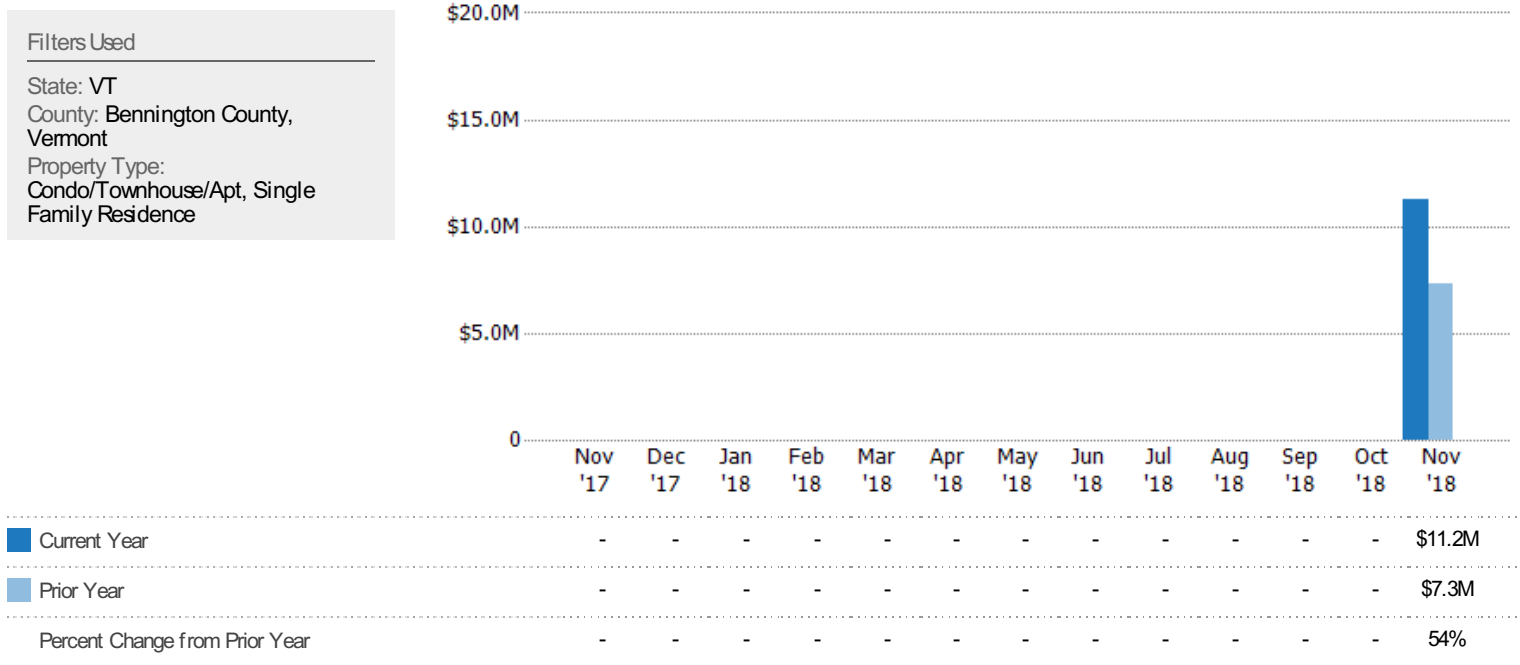 Filters Used
State: VT
County: Bennington County,
Vermont
Property Type:
Condo/Townhouse/Apt, Single
Family Residence
$20.0M
$15.0M
$10.0M
$5.0M
0
Nov Dec Jan Feb Mar Apr May Jun Jul Aug Sep Oct Nov
'17 '17 '18 '18 '18 '18 '18 '18 '18 '18 '18 '18 '18
Current Year - - - - - - - - - - - - $11.2M
Prior Year - - - - - - - - - - - - $7.3M
Percent Change from Prior Year - - - - - - - - - - - - 54%